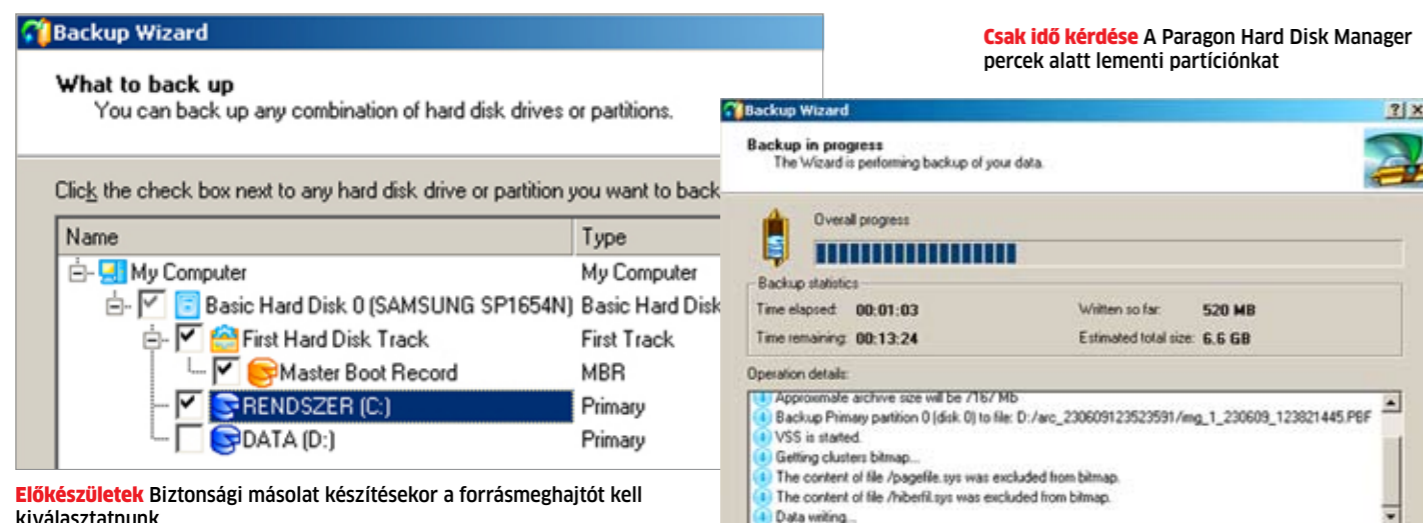 Backup Wizard
What to back up
You can back up any combination of hard disk drives or partitions.
Click the check box next to any hard disk drive or partition you want to back
Name Type
My Computer My Computer
Basic Hard Disk 0 (SAMSUNG SP1654N) Basic Hard Disk
First Hard Disk Track First Track
Master Boot Record MBR
RENDSZER (C:) Primary
DATA (D:) Primary
Előkészületek Biztonsági másolat készítésekor a forrásmeghajtót kell
kiválasztatnunk
Csak idő kérdése A Paragon Hard Disk Manager
percek alatt lementi partíciónkat
Backup Wizard
Backup in progress
The Wizard is performing backup of your data.
Overall progress
Backup statistics
Time elapsed: 00:01:03 Written so far: 520 MB
Time remaining: 00:13:24 Estimated total size: 6.6 GB
Operation details:
Approximate archive size will be 7167 Mb
Backup Primary partition 0 (disk 0) to file: D:/arc_230609123523591/img_1_230609_123821445.PBF
VSS is started.
Getting clusters bitmap...
The content of file /pagefile.sys was excluded from bitmap.
The content of file /hiberfil.sys was excluded from bitmap.
Data writing...